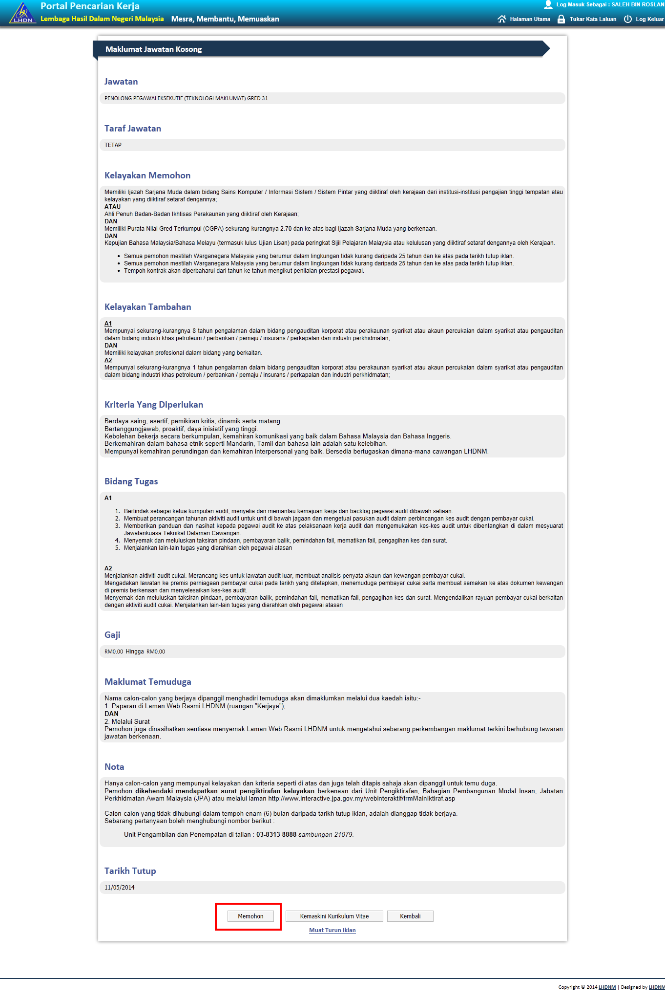 Portal Pencarian Kerja
Log Masuk Sebagai : SALEH BIN ROSLAN
LHDN
Lembaga Hasil Dalam Negeri Malaysia Mesra, Membantu, Memuaskan
Halaman Utama Tukar Kata Laluan Log Keluar
Maklumat Jawatan Kosong
Jawatan
PENOLONG PEGAWAI EKSEKUTIF (TEKNOLOGI MAKLUMAT) GRED 31
Taraf Jawatan
TETAP
Kelayakan Memohon
Memiliki Ijazah Sarjana Muda dalam bidang Sains Komputer / Informasi Sistem / Sistem Pintar yang diiktiraf oleh kerajaan dari institusi-institusi pengajian tinggi tempatan atau
kelayakan yang diiktiraf setaraf dengannya;
ATAU
Ahli Penuh Badan-Badan Ikhtisas Perakaunan yang diiktiraf oleh Kerajaan;
DAN
Memiliki Purata Nilai Gred Terkumpul (CGPA) sekurang-kurangnya 2.70 dan ke atas bagi Ijazah Sarjana Muda yang berkenaan.
DAN
Kepujian Bahasa Malaysia/Bahasa Melayu (termasuk lulus Ujian Lisan) pada peringkat Sijil Pelajaran Malaysia atau kelulusan yang diiktiraf setaraf dengannya oleh Kerajaan.
• Semua pemohon mestilah Warganegara Malaysia yang berumur dalam lingkungan tidak kurang daripada 25 tahun dan ke atas pada tarikh tutup iklan.
• Semua pemohon mestilah Warganegara Malaysia yang berumur dalam lingkungan tidak kurang daripada 25 tahun dan ke atas pada tarikh tutup iklan.
• Tempoh kontrak akan diperbaharui dari tahun ke tahun mengikut penilaian prestasi pegawai.
Kelayakan Tambahan
A1
Mempunyai sekurang-kurangnya 8 tahun pengalaman dalam bidang pengauditan korporat atau perakaunan syarikat atau akaun percukaian dalam syarikat atau pengauditan
dalam bidang industri khas petroleum / perbankan / pemaju / insurans / perkapalan dan industri perkhidmatan;
DAN
Memiliki kelayakan profesional dalam bidang yang berkaitan.
A2
Mempunyai sekurang-kurangnya 1 tahun pengalaman dalam bidang pengauditan korporat atau perakaunan syarikat atau akaun percukaian dalam syarikat atau pengauditan
dalam bidang industri khas petroleum / perbankan / pemaju / insurans / perkapalan dan industri perkhidmatan;
Kriteria Yang Diperlukan
Berdaya saing, asertif, pemikiran kritis, dinamik serta matang.
Bertanggungjawab, proaktif, daya inisiatif yang tinggi.
Kebolehan bekerja secara berkumpulan, kemahiran komunikasi yang baik dalam Bahasa Malaysia dan Bahasa Inggeris.
Berkemahiran dalam bahasa etnik seperti Mandarin, Tamil dan bahasa lain adalah satu kelebihan.
Mempunyai kemahiran perundingan dan kemahiran interpersonal yang baik. Bersedia bertugaskan dimana-mana cawangan LHDNM.
Bidang Tugas
A1
1. Bertindak sebagai ketua kumpulan audit, menyelia dan memantau kemajuan kerja dan backlog pegawai audit dibawah seliaan.
2. Membuat perancangan tahunan aktiviti audit untuk unit di bawah jagaan dan mengetuai pasukan audit dalam perbincangan kes audit dengan pembayar cukai.
3. Memberikan panduan dan nasihat kepada pegawai audit ke atas pelaksanaan kerja audit dan mengemukakan kes-kes audit untuk dibentangkan di dalam mesyuarat
Jawatankuasa Teknikal Dalaman Cawangan.
4. Menyemak dan meluluskan taksiran pindaan, pembayaran balik, pemindahan fail, mematikan fail, pengagihan kes dan surat.
5. Menjalankan lain-lain tugas yang diarahkan oleh pegawai atasan
A2
Menjalankan aktiviti audit cukai. Merancang kes untuk lawatan audit luar, membuat analisis penyata akaun dan kewangan pembayar cukai.
Mengadakan lawatan ke premis perniagaan pembayar cukai pada tarikh yang ditetapkan, menemuduga pembayar cukai serta membuat semakan ke atas dokumen kewangan
di premis berkenaan dan menyelesaikan kes-kes audit.
Menyemak dan meluluskan taksiran pindaan, pembayaran balik, pemindahan fail, mematikan fail, pengagihan kes dan surat. Mengendalikan rayuan pembayar cukai berkaitan
dengan aktiviti audit cukai. Menjalankan lain-lain tugas yang diarahkan oleh pegawai atasan
Gaji
RM0.00 Hingga RM0.00
Maklumat Temuduga
Nama calon-calon yang berjaya dipanggil menghadiri temuduga akan dimaklumkan melalui dua kaedah iaitu:-
1. Paparan di Laman Web Rasmi LHDNM (ruangan "Kerjaya");
DAN
2. Melalui Surat
Pemohon juga dinasihatkan sentiasa menyemak Laman Web Rasmi LHDNM untuk mengetahui sebarang perkembangan maklumat terkini berhubung tawaran
jawatan berkenaan.
Nota
Hanya calon-calon yang mempunyai kelayakan dan kriteria seperti di atas dan juga telah ditapis sahaja akan dipanggil untuk temu duga.
Pemohon dikehendaki mendapatkan surat pengiktirafan kelayakan berkenaan dari Unit Pengiktirafan, Bahagian Pembangunan Modal Insan, Jabatan
Perkhidmatan Awam Malaysia (JPA) atau melalui laman http://www.interactive.jpa.gov.my/webinteraktif/frmMainIktiraf.asp
Calon-calon yang tidak dihubungi dalam tempoh enam (6) bulan daripada tarikh tutup iklan, adalah dianggap tidak berjaya.
Sebarang pertanyaan boleh menghubungi nombor berikut :
Unit Pengambilan dan Penempatan di talian : 03-8313 8888 sambungan 21079.
Tarikh Tutup
11/05/2014
Memohon Kemaskini Kurikulum Vitae Kembali
Muat Turun Iklan
Copyright © 2014 LHDNM | Designed by LHDNM